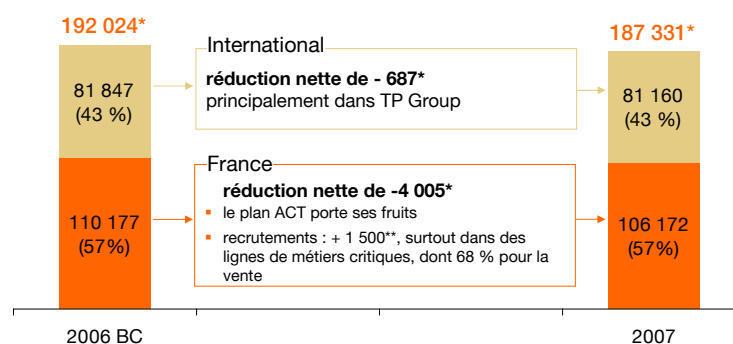 192 024*
187 331*
International
réduction nette de - 687*
principalement dans TP Group
81 847
(43 %)
81 160
(43 %)
France
réduction nette de -4 005*
le plan ACT porte ses fruits
recrutements : + 1 500**, surtout dans des
lignes de métiers critiques, dont 68 % pour la
vente
110 177
(57%)
106 172
(57%)
2006 BC
2007